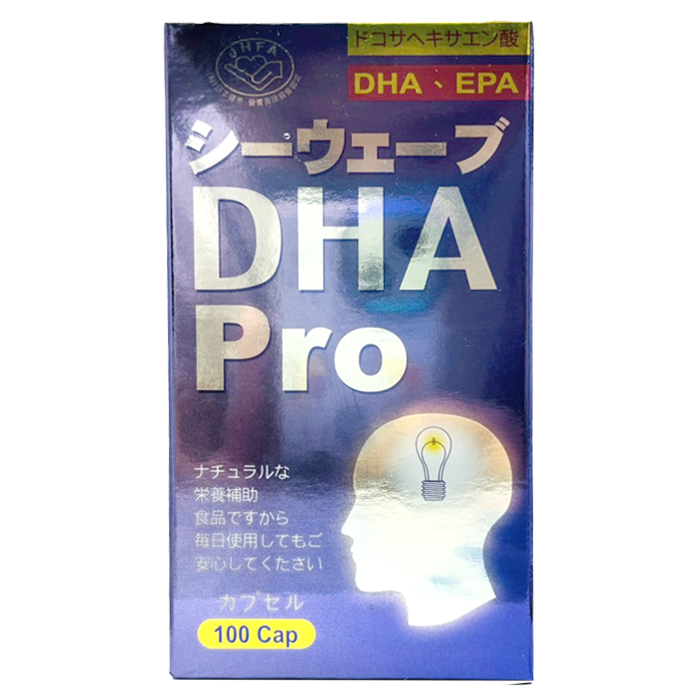 JHFA
ドコサヘキサエン酸
DHA、EPA
シーウェーブ
DHA
Pro
ナチュラルな
栄養補助
食品ですから
毎日使用してもご
安心してくたさい
カプセル
100 Cap